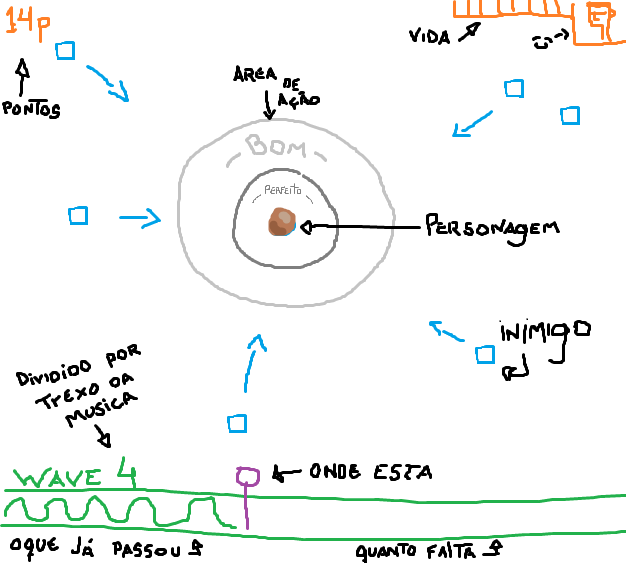 14p
PONTOS
VIDA
AREA
DE
AÇÃO
BOM
PERFEITO
PERSONAGEM
INIMIGO
DIVIDIDO POR
TREXO DA
MUSICA
WAVE 4
ONDE ESTA
OQUE JÁ PASSOU
QUANTO FALTA